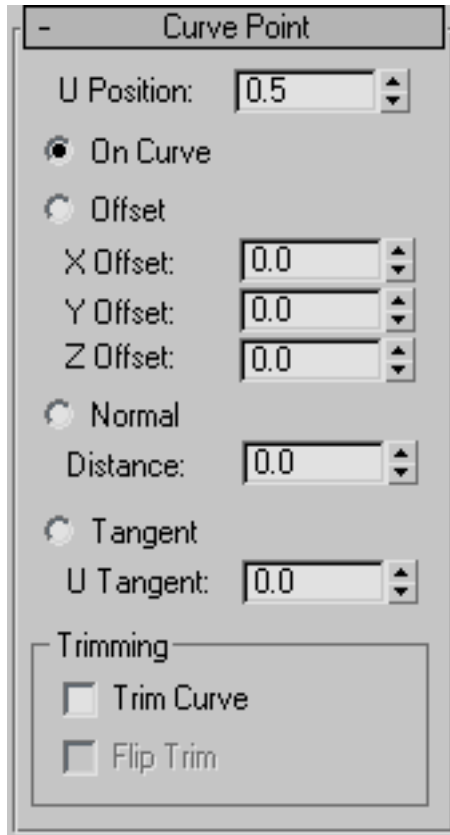 - Curve Point
U Position: 0.5
On Curve
Offset
X Offset: 0.0
Y Offset: 0.0
Z Offset: 0.0
Normal
Distance: 0.0
Tangent
U Tangent: 0.0
Trimming
Trim Curve
Flip Trim